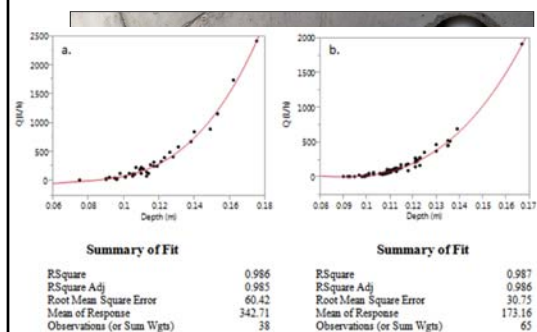 a.
2500
2000
1500
1000
500
0
Q (L/h)
0.06 0.08 0.1 0.12 0.14 0.16 0.18
Depth (m)
Summary of Fit
RSquare 0.986
RSquare Adj 0.985
Root Mean Square Error 60.42
Mean of Response 342.71
Observations (or Sum Wgts) 38
b.
2000
1500
1000
500
0
Q (L/h)
0.08 0.09 0.1 0.11 0.12 0.13 0.14 0.15 0.16 0.17
Depth (m)
Summary of Fit
RSquare 0.987
RSquare Adj 0.986
Root Mean Square Error 30.75
Mean of Response 173.16
Observations (or Sum Wgts) 65